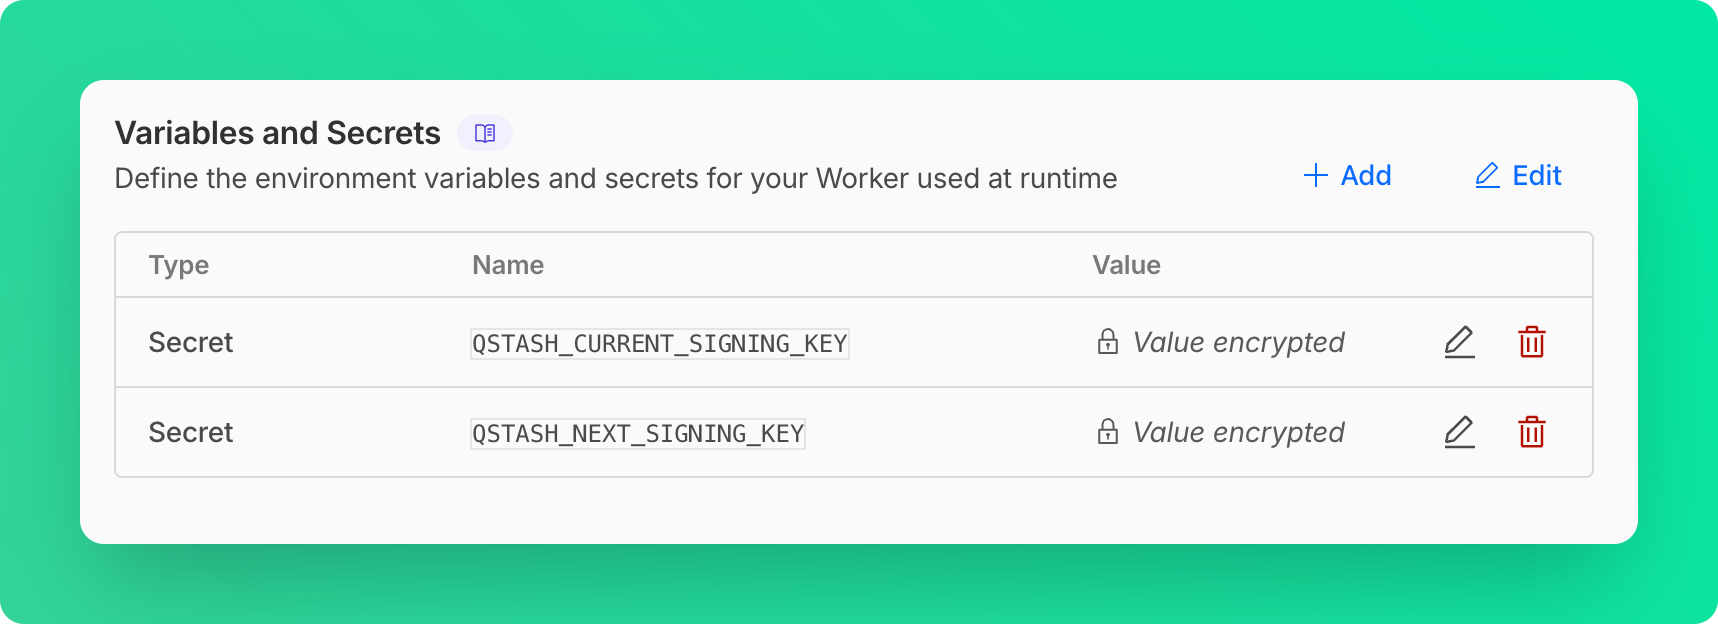 Variables and Secrets
Define the environment variables and secrets for your Worker used at runtime
Add Edit
Type Name Value
Secret QSTASH_CURRENT_SIGNING_KEY Value encrypted
Secret QSTASH_NEXT_SIGNING_KEY Value encrypted